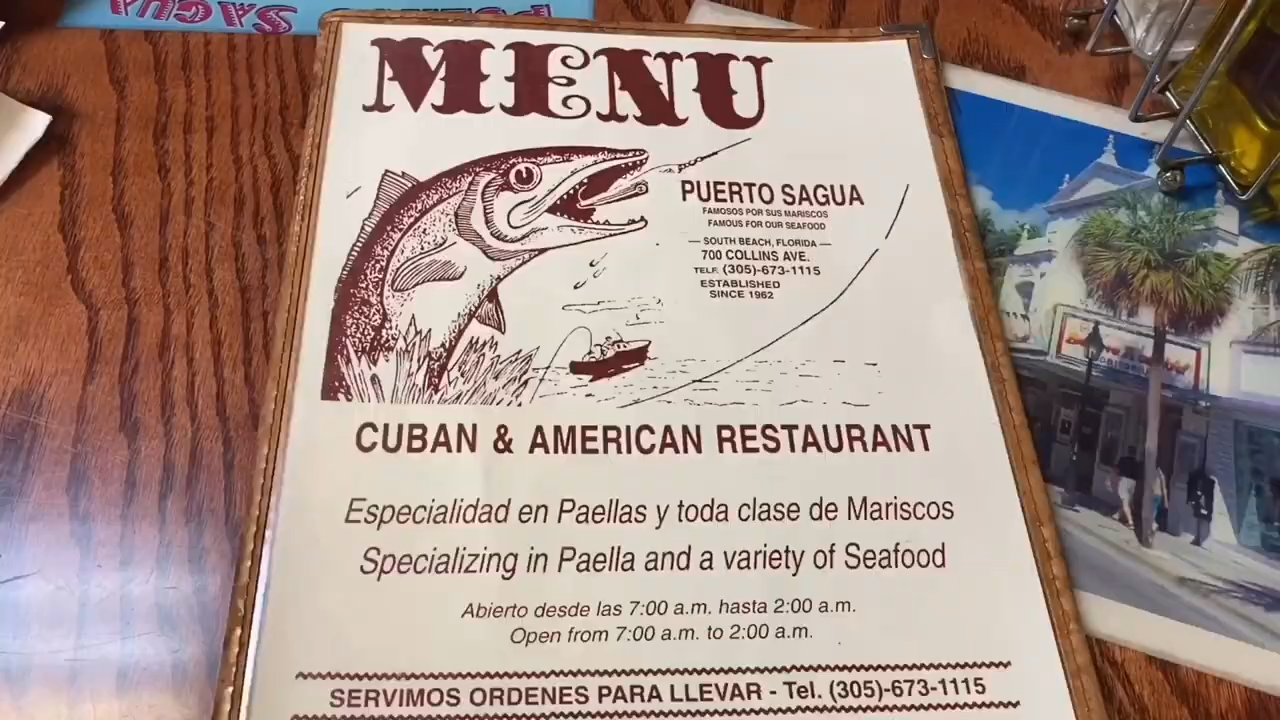 SAGUA
MENU
PUERTO SAGUA
FAMOSOS POR SUS MARISCOS
FAMOUS FOR OUR SEAFOOD
— SOUTH BEACH, FLORIDA —
700 COLLINS AVE.
TELF. (305)-673-1115
ESTABLISHED
SINCE 1962
CUBAN & AMERICAN RESTAURANT
Especialidad en Paellas y toda clase de Mariscos
Specializing in Paella and a variety of Seafood
Abierto desde las 7:00 a.m. hasta 2:00 a.m.
Open from 7:00 a.m. to 2:00 a.m.
SERVIMOS ORDENES PARA LLEVAR - Tel. (305)-673-1115